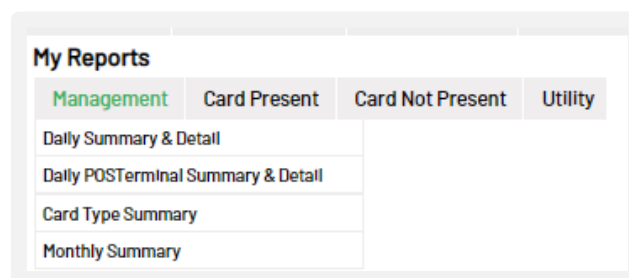 My Reports
Management Card Present Card Not Present Utility
Daily Summary & Detail
Daily POSTerminal Summary & Detail
Card Type Summary
Monthly Summary